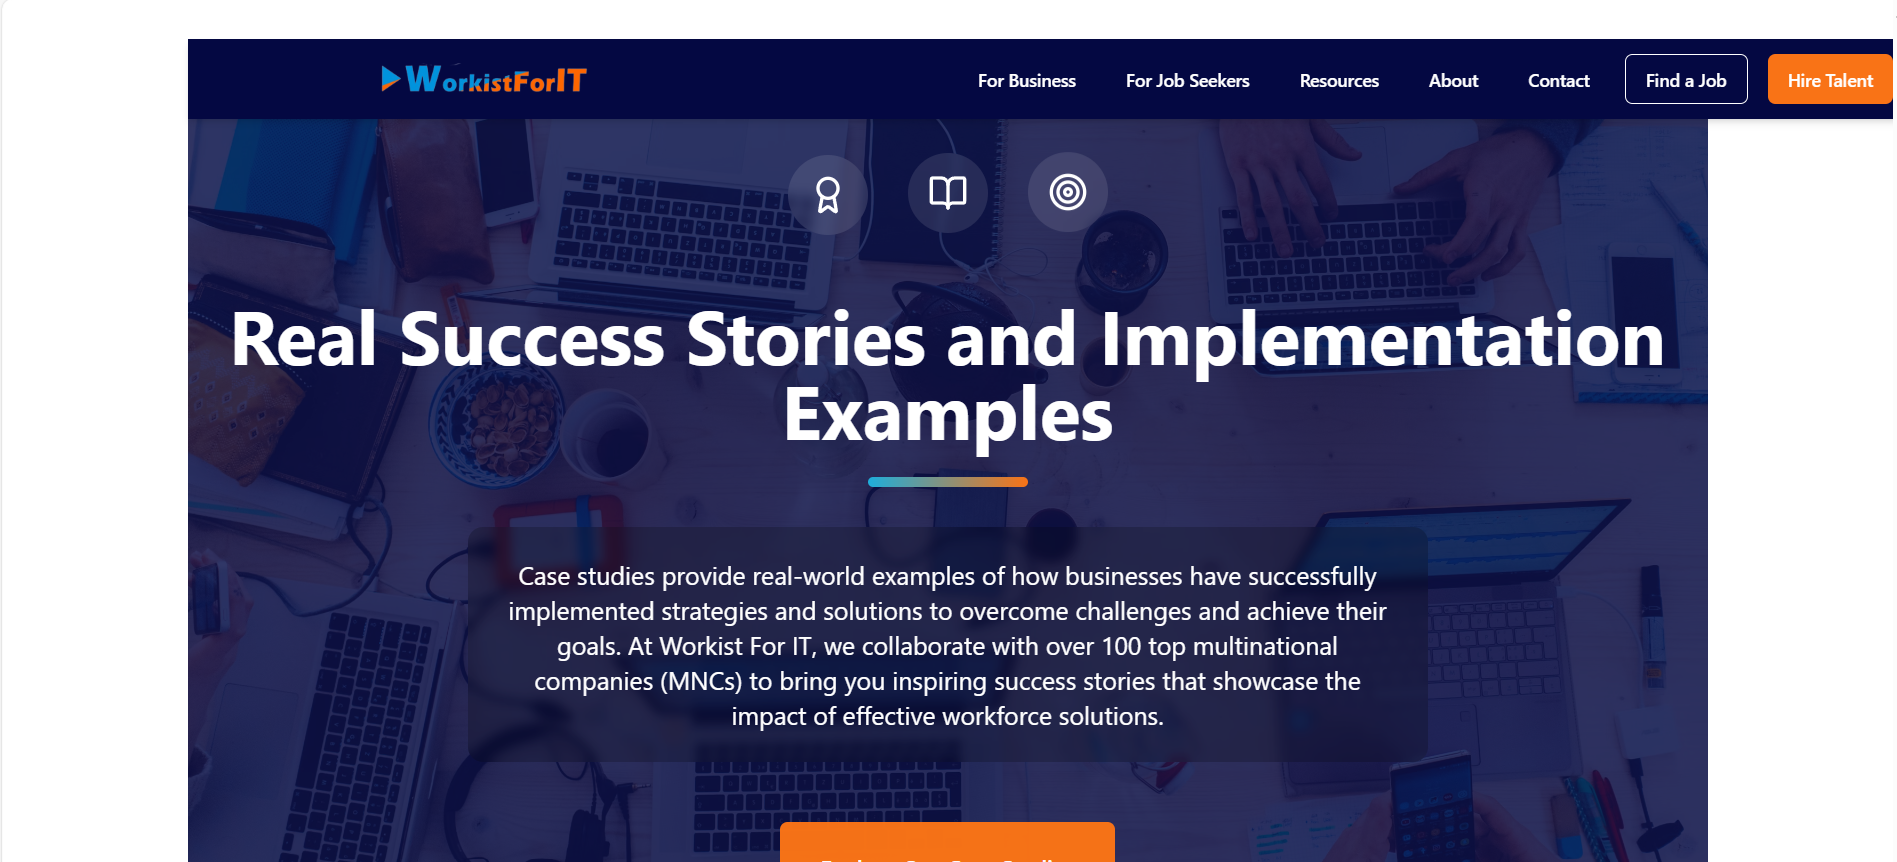 WorkistForIT
For Business
For Job Seekers
Resources
About
Contact
Find a Job
Hire Talent
Real Success Stories and Implementation
Examples
Case studies provide real-world examples of how businesses have successfully
implemented strategies and solutions to overcome challenges and achieve their
goals. At Workist For IT, we collaborate with over 100 top multinational
companies (MNCs) to bring you inspiring success stories that showcase the
impact of effective workforce solutions.